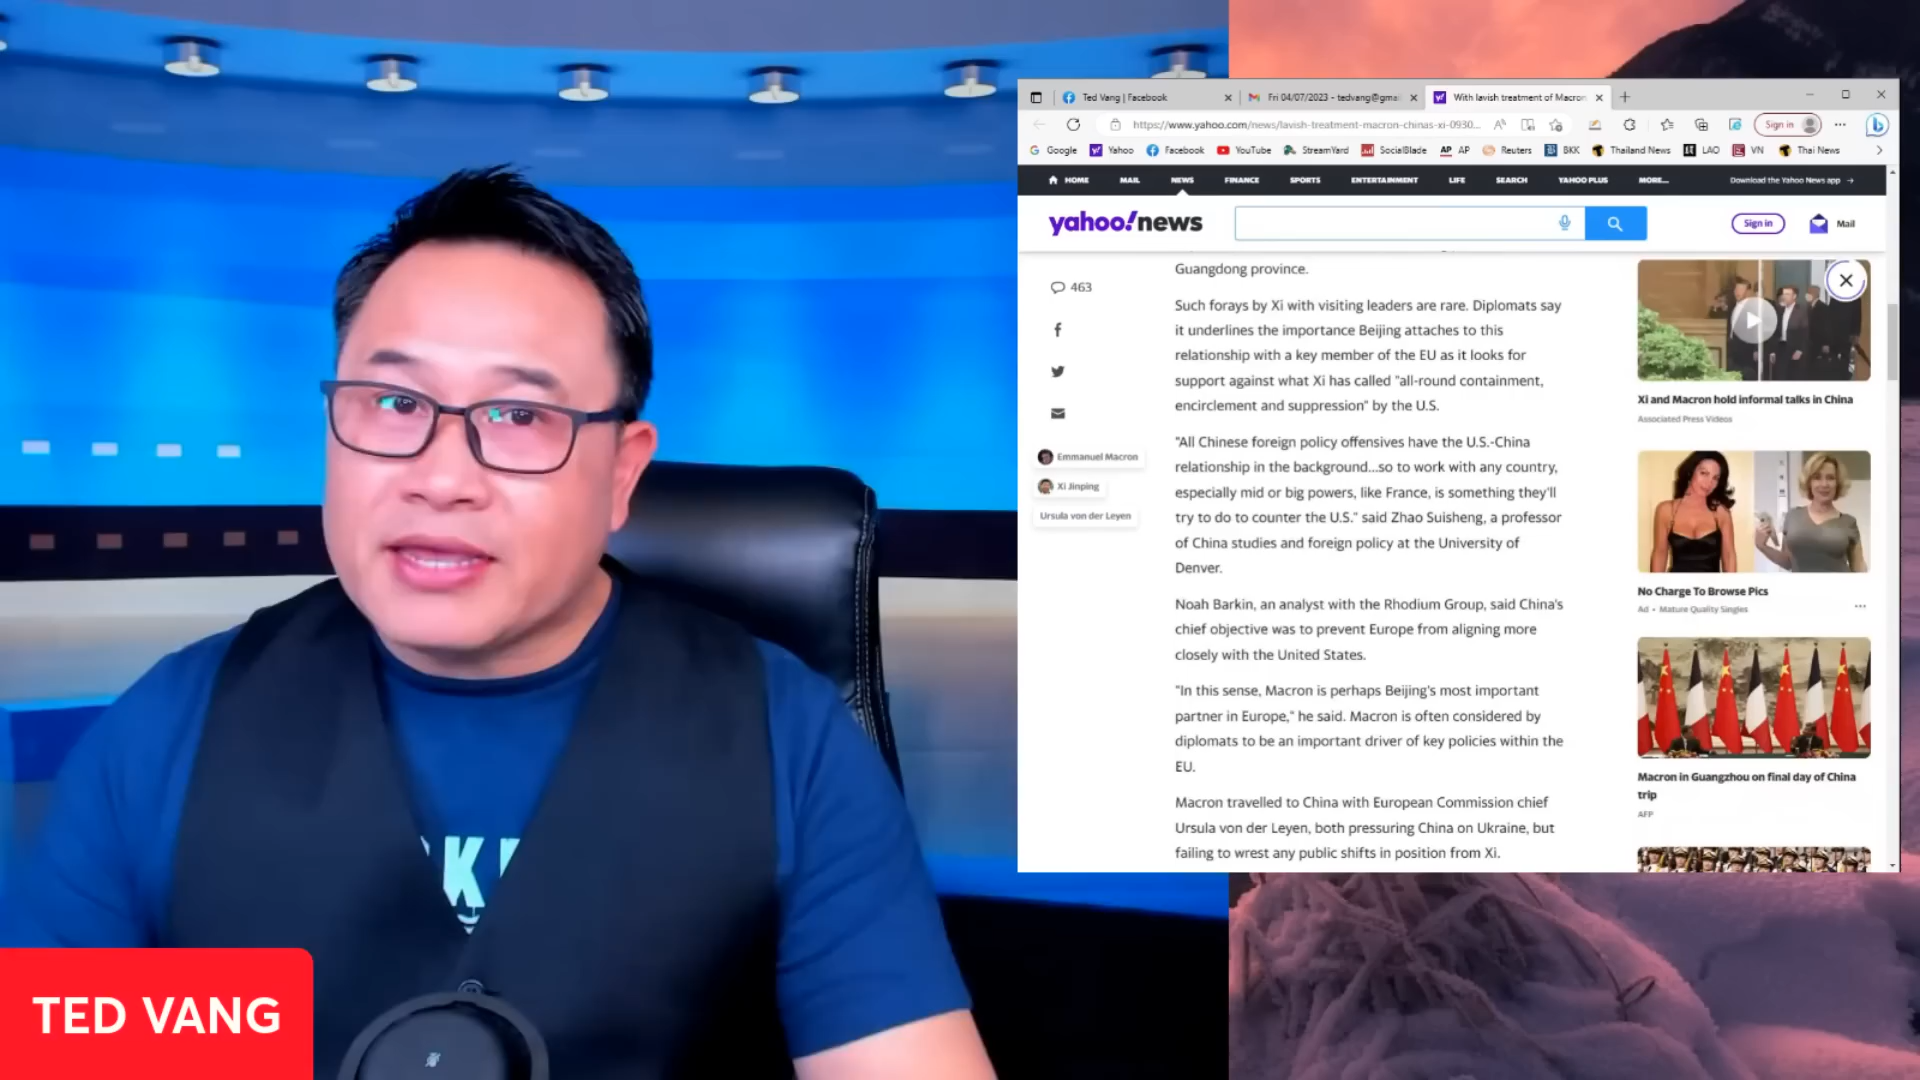 Ted Vang | Facebook
Fri 04/07/2023 - tedvang@gmai
With lavish treatment of Macron,
https://www.yahoo.com/news/lavish-treatment-macron-chinas-xi-0930...
Sign in
Google
Yahoo
Facebook
YouTube
StreamYard
SocialBlade
AP AP
Reuters
BKK
Thailand News
LAO
VN
Thai News
HOME
MAIL
NEWS
FINANCE
SPORTS
ENTERTAINMENT
LIFE
SEARCH
YAHOO PLUS
MORE...
Download the Yahoo News app →
yahoo!news
Sign in
Mail
463
Emmanuel Macron
Xi Jinping
Ursula von der Leyen
Guangdong province.
Such forays by Xi with visiting leaders are rare. Diplomats say
it underlines the importance Beijing attaches to this
relationship with a key member of the EU as it looks for
support against what Xi has called "all-round containment,
encirclement and suppression" by the U.S.
"All Chinese foreign policy offensives have the U.S.-China
relationship in the background...so to work with any country,
especially mid or big powers, like France, is something they'll
try to do to counter the U.S." said Zhao Suisheng, a professor
of China studies and foreign policy at the University of
Denver.
Noah Barkin, an analyst with the Rhodium Group, said China's
chief objective was to prevent Europe from aligning more
closely with the United States.
"In this sense, Macron is perhaps Beijing's most important
partner in Europe," he said. Macron is often considered by
diplomats to be an important driver of key policies within the
EU.
Macron travelled to China with European Commission chief
Ursula von der Leyen, both pressuring China on Ukraine, but
failing to wrest any public shifts in position from Xi.
Xi and Macron hold informal talks in China
Associated Press Videos
No Charge To Browse Pics
Ad • Mature Quality Singles
Macron in Guangzhou on final day of China
trip
AFP
TED VANG